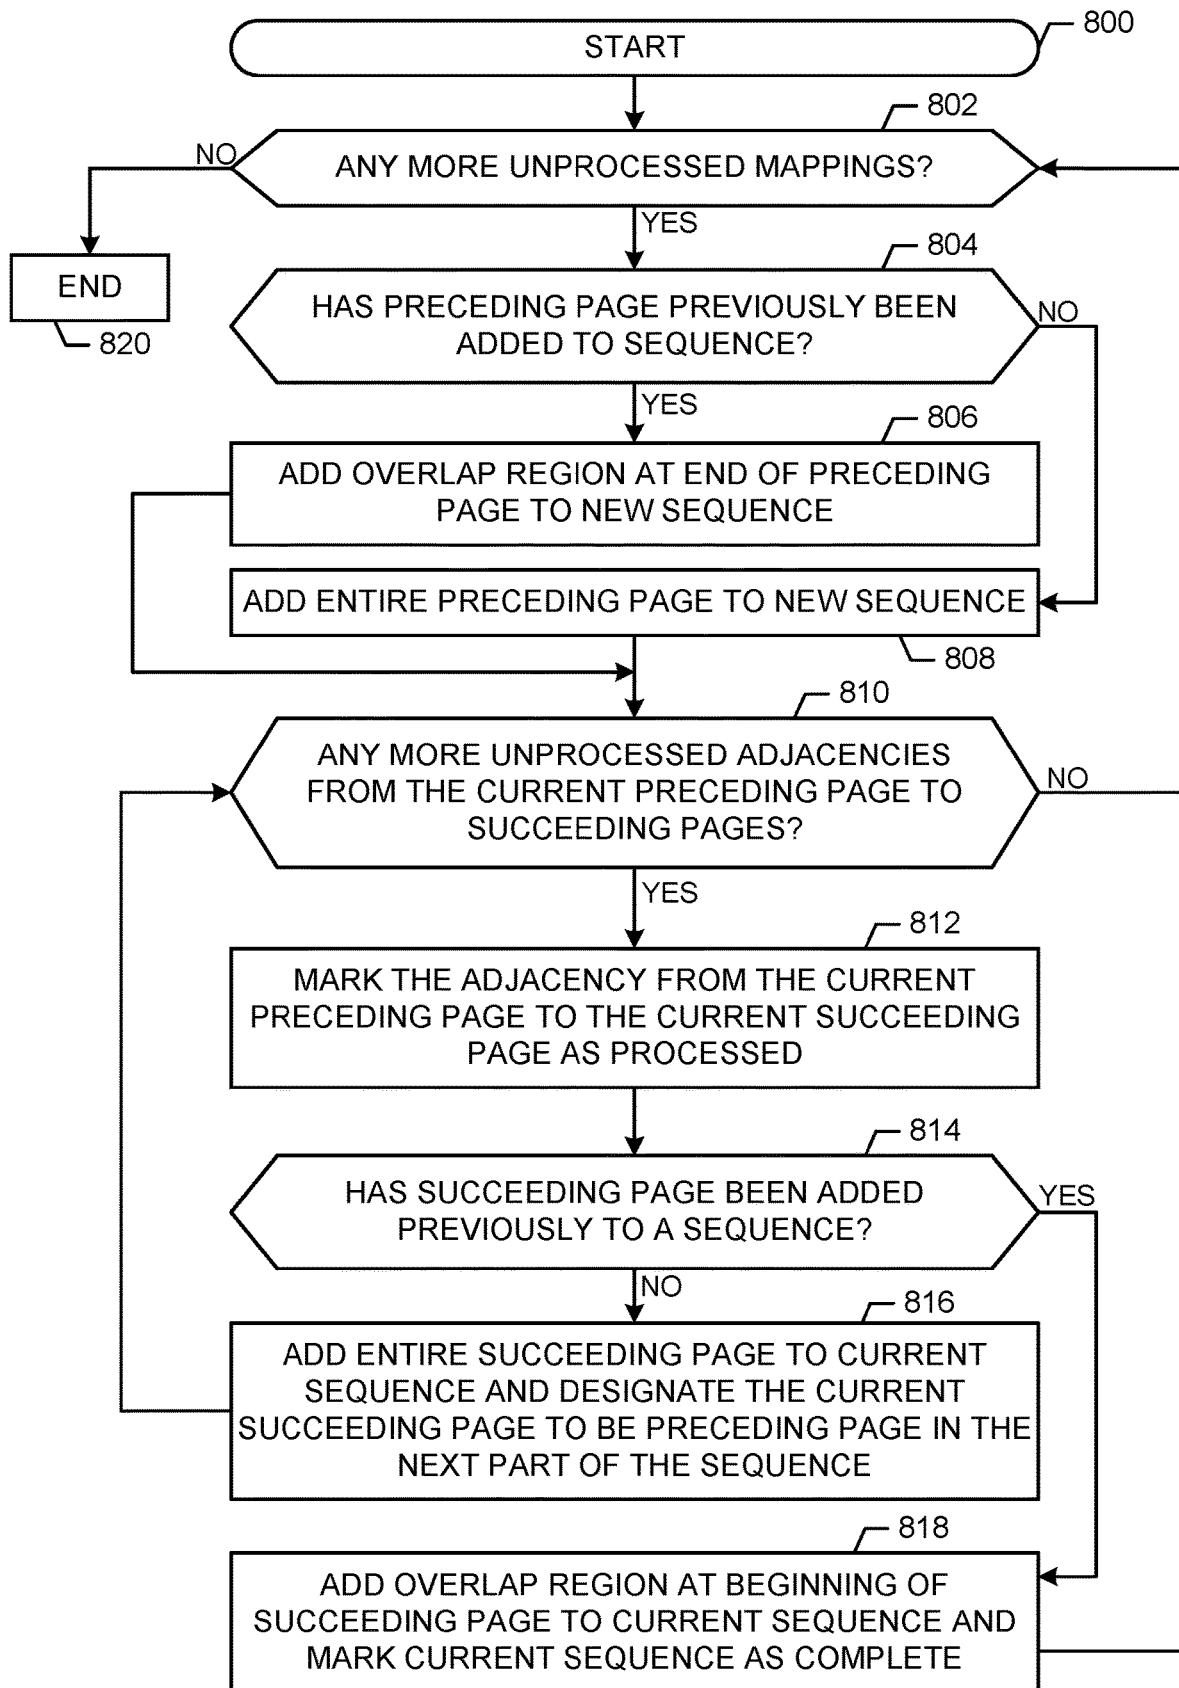 START
800
802
ANY MORE UNPROCESSED MAPPINGS?
NO
YES
END
820
804
HAS PRECEDING PAGE PREVIOUSLY BEEN
ADDED TO SEQUENCE?
NO
YES
806
ADD OVERLAP REGION AT END OF PRECEDING
PAGE TO NEW SEQUENCE
ADD ENTIRE PRECEDING PAGE TO NEW SEQUENCE
808
810
ANY MORE UNPROCESSED ADJACENCIES
FROM THE CURRENT PRECEDING PAGE TO
SUCCEEDING PAGES?
NO
YES
812
MARK THE ADJACENCY FROM THE CURRENT
PRECEDING PAGE TO THE CURRENT SUCCEEDING
PAGE AS PROCESSED
814
HAS SUCCEEDING PAGE BEEN ADDED
PREVIOUSLY TO A SEQUENCE?
YES
NO
816
ADD ENTIRE SUCCEEDING PAGE TO CURRENT
SEQUENCE AND DESIGNATE THE CURRENT
SUCCEEDING PAGE TO BE PRECEDING PAGE IN THE
NEXT PART OF THE SEQUENCE
818
ADD OVERLAP REGION AT BEGINNING OF
SUCCEEDING PAGE TO CURRENT SEQUENCE AND
MARK CURRENT SEQUENCE AS COMPLETE